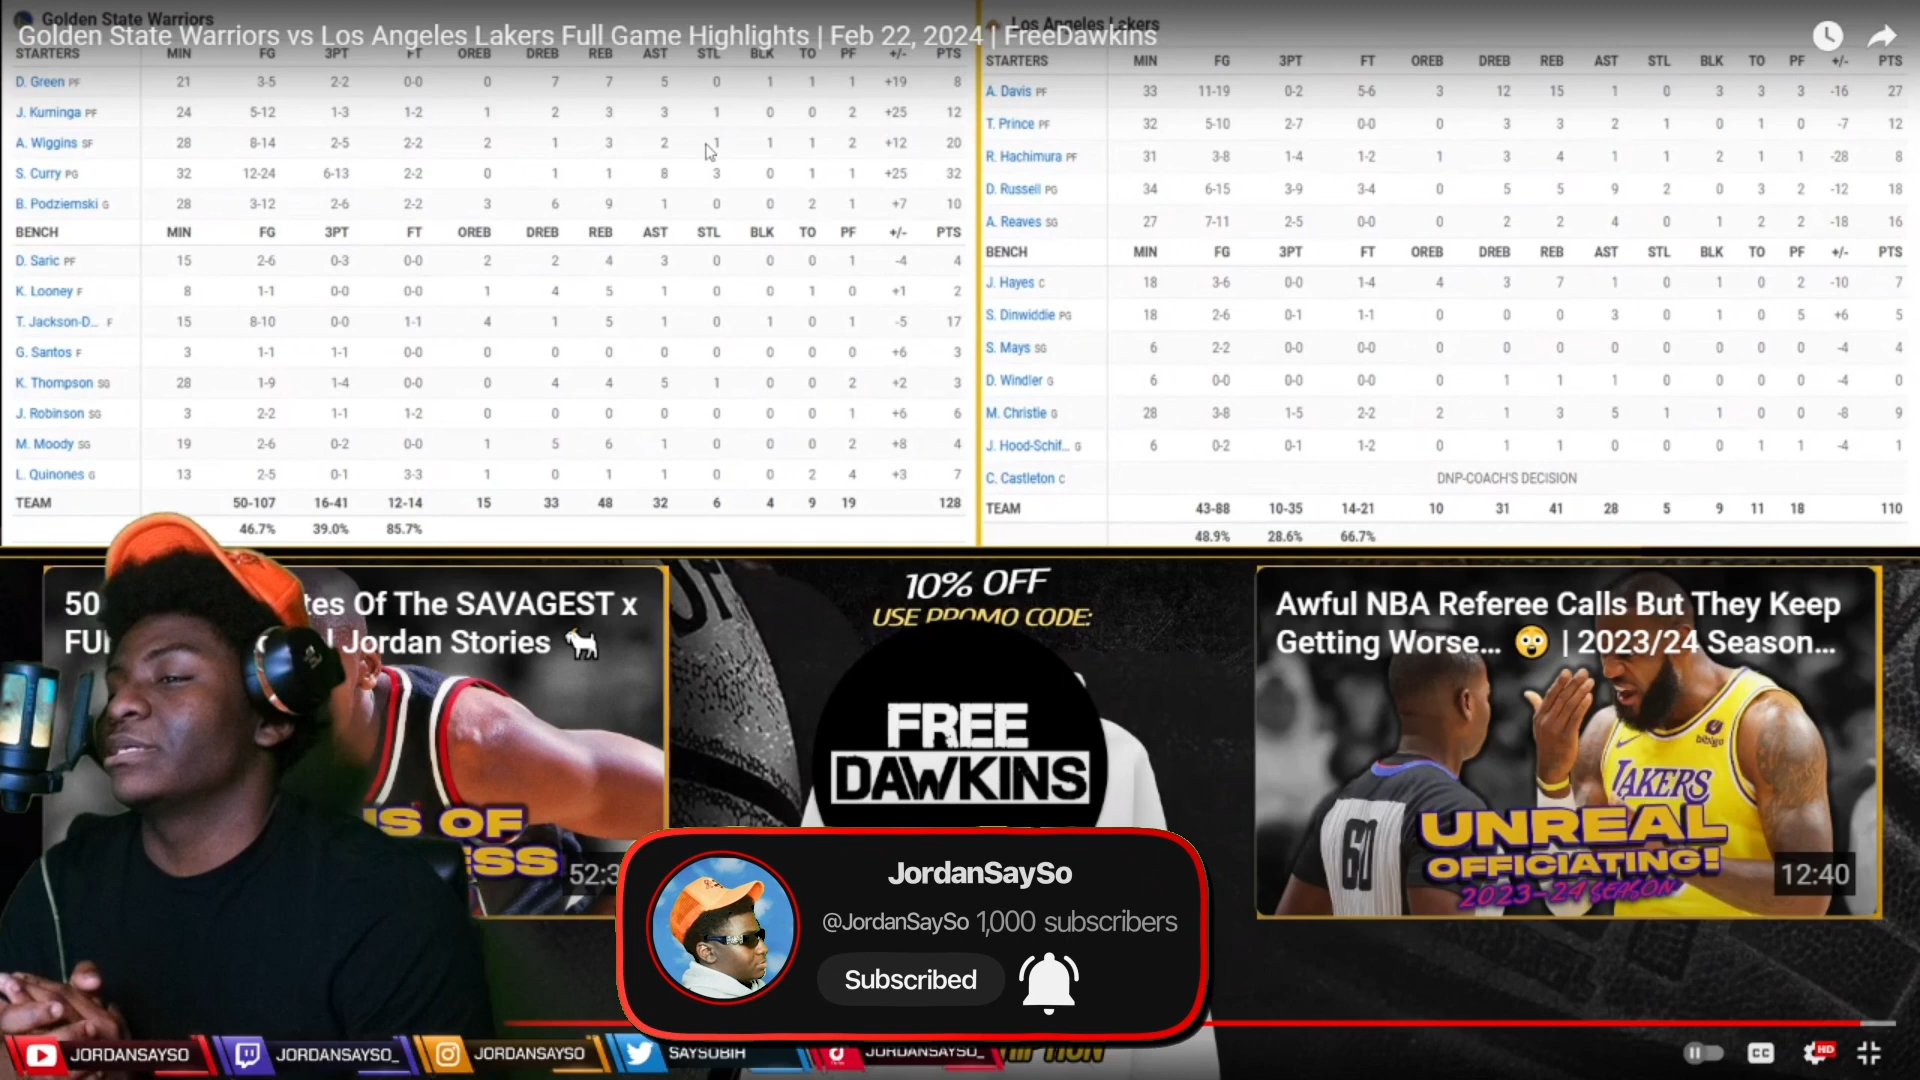 Golden State Warriors
Golden State Warriors vs Los Angeles Lakers Full Game Highlights | Feb 22, 2024 | FreeDawkins
STARTERS MIN FG 3PT FT OREB DREB REB AST STL BLK TO PF +/- PTS
D. Green PF 21 3-5 2-2 0-0 0 7 7 5 0 1 1 1 +19 8
J. Kuminga PF 24 5-12 1-3 1-2 1 2 3 3 1 0 0 2 +25 12
A. Wiggins SF 28 8-14 2-5 2-2 2 1 3 2 1 1 1 2 +12 20
S. Curry PG 32 12-24 6-13 2-2 0 1 1 8 3 0 1 1 +25 32
B. Podziemski G 28 3-12 2-6 2-2 3 6 9 1 0 0 2 1 +7 10
BENCH MIN FG 3PT FT OREB DREB REB AST STL BLK TO PF +/- PTS
D. Saric PF 15 2-6 0-3 0-0 2 2 4 3 0 0 0 1 -4 4
K. Looney F 8 1-1 0-0 0-0 1 4 5 1 0 0 1 0 +1 2
T. Jackson-D... F 15 8-10 0-0 1-1 4 1 5 1 0 1 0 1 -5 17
G. Santos F 3 1-1 1-1 0-0 0 0 0 0 0 0 0 0 +6 3
K. Thompson SG 28 1-9 1-4 0-0 0 4 4 5 1 0 0 2 +2 3
J. Robinson SG 3 2-2 1-1 1-2 0 0 0 0 0 0 0 1 +6 6
M. Moody SG 19 2-6 0-2 0-0 1 5 6 1 0 0 0 2 +8 4
L. Quinones G 13 2-5 0-1 3-3 1 0 1 1 0 0 2 4 +3 7
TEAM 50-107 16-41 12-14 15 33 48 32 6 4 9 19 128
46.7% 39.0% 85.7%
Los Angeles Lakers
STARTERS MIN FG 3PT FT OREB DREB REB AST STL BLK TO PF +/- PTS
A. Davis PF 33 11-19 0-2 5-6 3 12 15 1 0 3 3 3 -16 27
T. Prince PF 32 5-10 2-7 0-0 0 3 3 2 1 0 1 0 -7 12
R. Hachimura PF 31 3-8 1-4 1-2 1 3 4 1 1 2 1 1 -28 8
D. Russell PG 34 6-15 3-9 3-4 0 5 5 9 2 0 3 2 -12 18
A. Reaves SG 27 7-11 2-5 0-0 0 2 2 4 0 1 2 2 -18 16
BENCH MIN FG 3PT FT OREB DREB REB AST STL BLK TO PF +/- PTS
J. Hayes C 18 3-6 0-0 1-4 4 3 7 1 0 1 0 2 -10 7
S. Dinwiddie PG 18 2-6 0-1 1-1 0 0 0 3 0 1 0 5 +6 5
S. Mays SG 6 2-2 0-0 0-0 0 0 0 0 0 0 0 0 -4 4
D. Windler G 6 0-0 0-0 0-0 0 1 1 1 0 0 0 0 -4 0
M. Christie G 28 3-8 1-5 2-2 2 1 3 5 1 1 0 0 -8 9
J. Hood-Schif... G 6 0-2 0-1 1-2 0 1 1 0 0 0 1 1 -4 1
C. Castleton C DNP-COACH'S DECISION
TEAM 43-88 10-35 14-21 10 31 41 28 5 9 11 18 110
48.9% 28.6% 66.7%
50 tes Of The SAVAGEST x
FU Jordan Stories 🐐
IS OF
ESS
52:3
10% OFF
USE PROMO CODE:
FREE
DAWKINS
Awful NBA Referee Calls But They Keep
Getting Worse... 😳 | 2023/24 Season...
bibigo
LAKERS
60
UNREAL
OFFICIATING!
2023-24 SEASON
12:40
JordanSaySo
@JordanSaySo 1,000 subscribers
Subscribed
JORDANSAYSO
JORDANSAYSO_
JORDANSAYSO
SAYSOBIH
JORDANSAYSO_
CC
HD